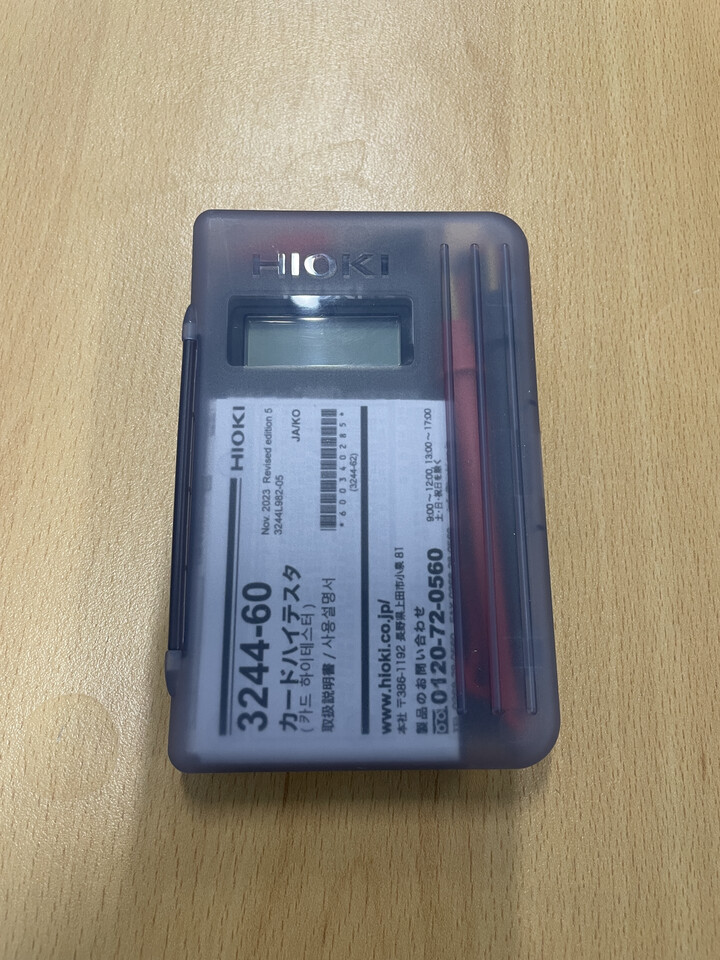 HIOKI
HIOKI
Nov. 2023 Revised edition 5
3244L982-05
JA/KO
*600340285*
(3244-62)
3244-60
カードハイテスタ
(카드 하이테스터)
取扱説明書 / 사용설명서
www.hioki.co.jp/
本社 〒386-1192 長野県上田市小泉 81
製品のお問い合わせ
0120-72-0560
9:00～12:00, 13:00～17:00
土・日・祝日を除く